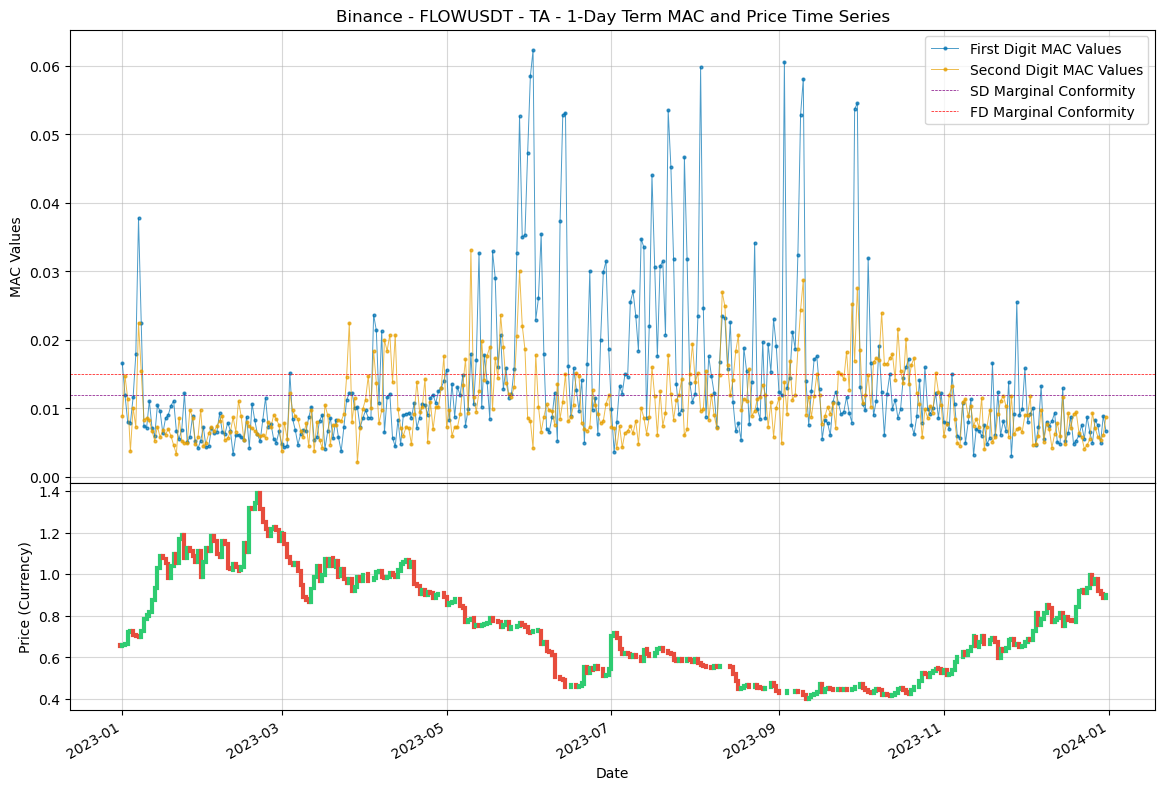 Binance - FLOWUSDT - TA - 1-Day Term MAC and Price Time Series
First Digit MAC Values
Second Digit MAC Values
SD Marginal Conformity
FD Marginal Conformity
MAC Values
0.06
0.05
0.04
0.03
0.02
0.01
0.00
Price (Currency)
1.4
1.2
1.0
0.8
0.6
0.4
2023-01
2023-03
2023-05
2023-07
2023-09
2023-11
2024-01
Date